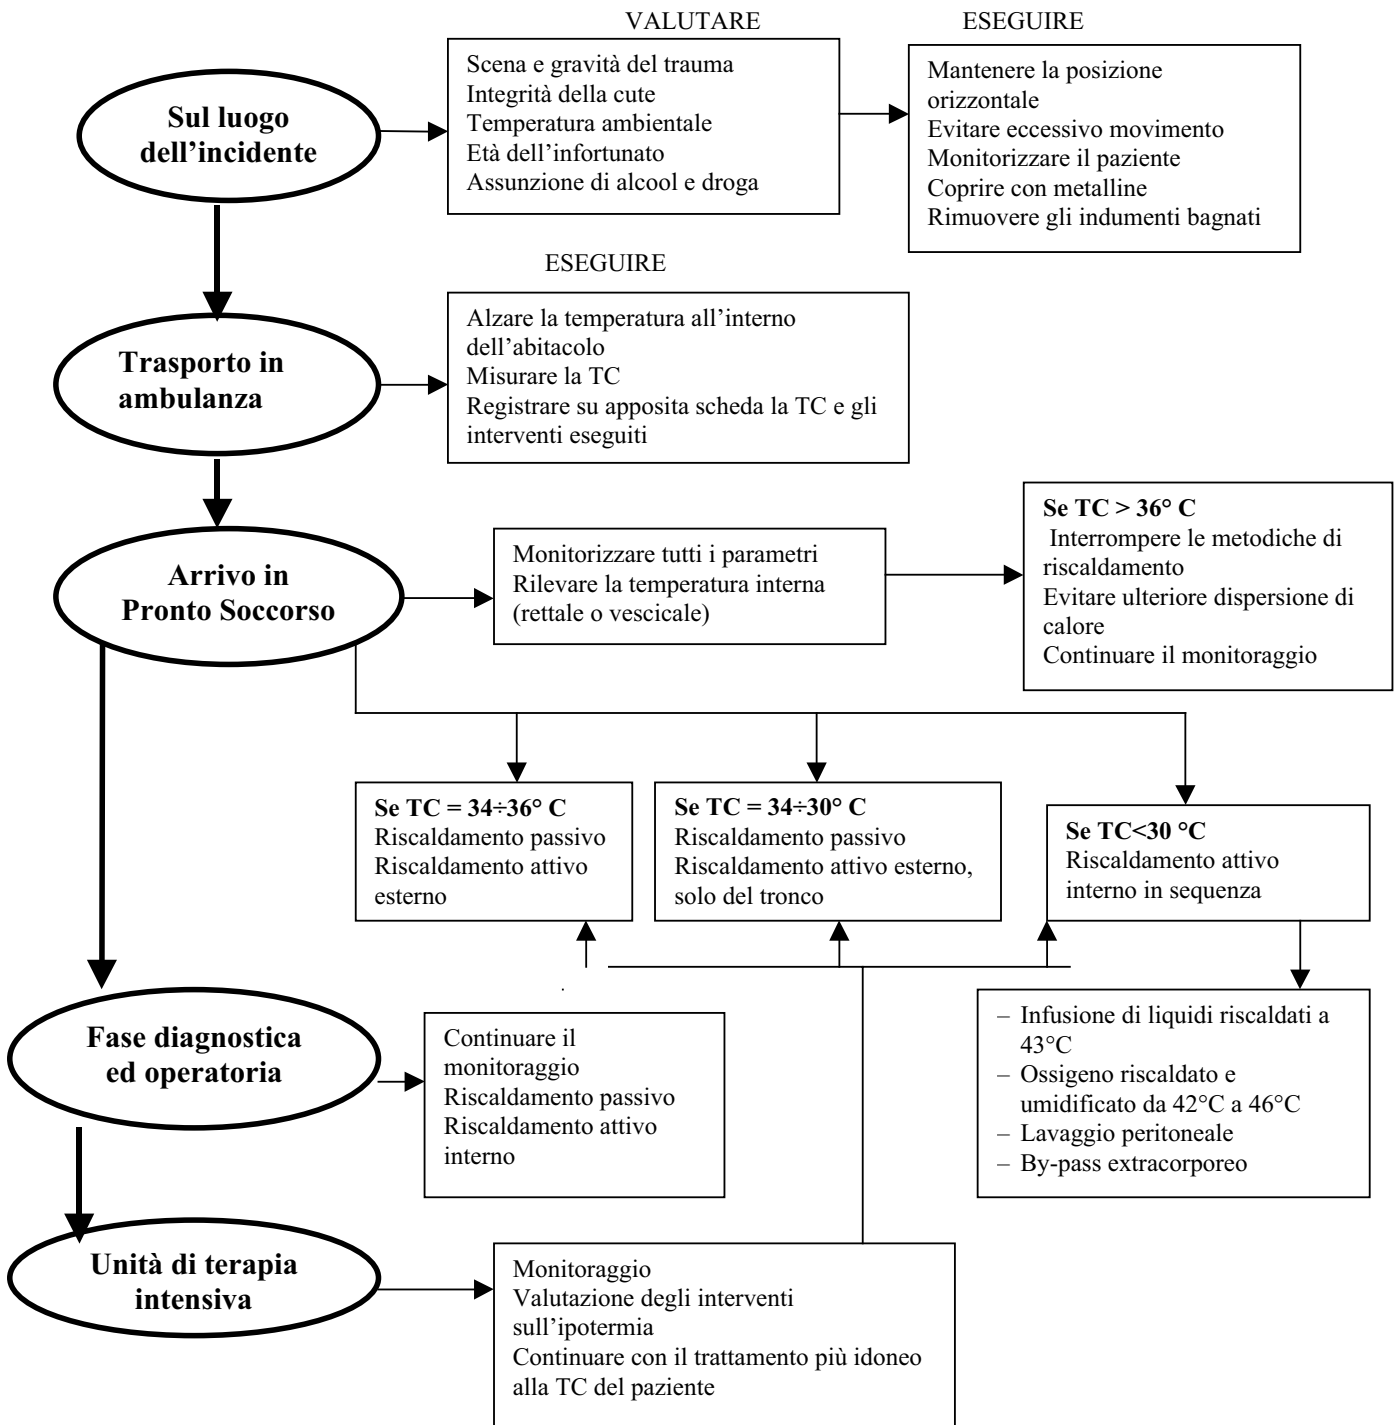 VALUTARE
ESEGUIRE
Sul luogo
dell’incidente
Scena e gravità del trauma
Integrità della cute
Temperatura ambientale
Età dell’infortunato
Assunzione di alcool e droga
Mantenere la posizione
orizzontale
Evitare eccessivo movimento
Monitorizzare il paziente
Coprire con metalline
Rimuovere gli indumenti bagnati
ESEGUIRE
Trasporto in
ambulanza
Alzare la temperatura all’interno
dell’abitacolo
Misurare la TC
Registrare su apposita scheda la TC e gli
interventi eseguiti
Arrivo in
Pronto Soccorso
Monitorizzare tutti i parametri
Rilevare la temperatura interna
(rettale o vescicale)
Se TC > 36° C
Interrompere le metodiche di
riscaldamento
Evitare ulteriore dispersione di
calore
Continuare il monitoraggio
Se TC = 34÷36° C
Riscaldamento passivo
Riscaldamento attivo
esterno
Se TC = 34÷30° C
Riscaldamento passivo
Riscaldamento attivo esterno,
solo del tronco
Se TC<30 °C
Riscaldamento attivo
interno in sequenza
Fase diagnostica
ed operatoria
Continuare il
monitoraggio
Riscaldamento passivo
Riscaldamento attivo
interno
– Infusione di liquidi riscaldati a
43°C
– Ossigeno riscaldato e
umidificato da 42°C a 46°C
– Lavaggio peritoneale
– By-pass extracorporeo
Unità di terapia
intensiva
Monitoraggio
Valutazione degli interventi
sull’ipotermia
Continuare con il trattamento più idoneo
alla TC del paziente